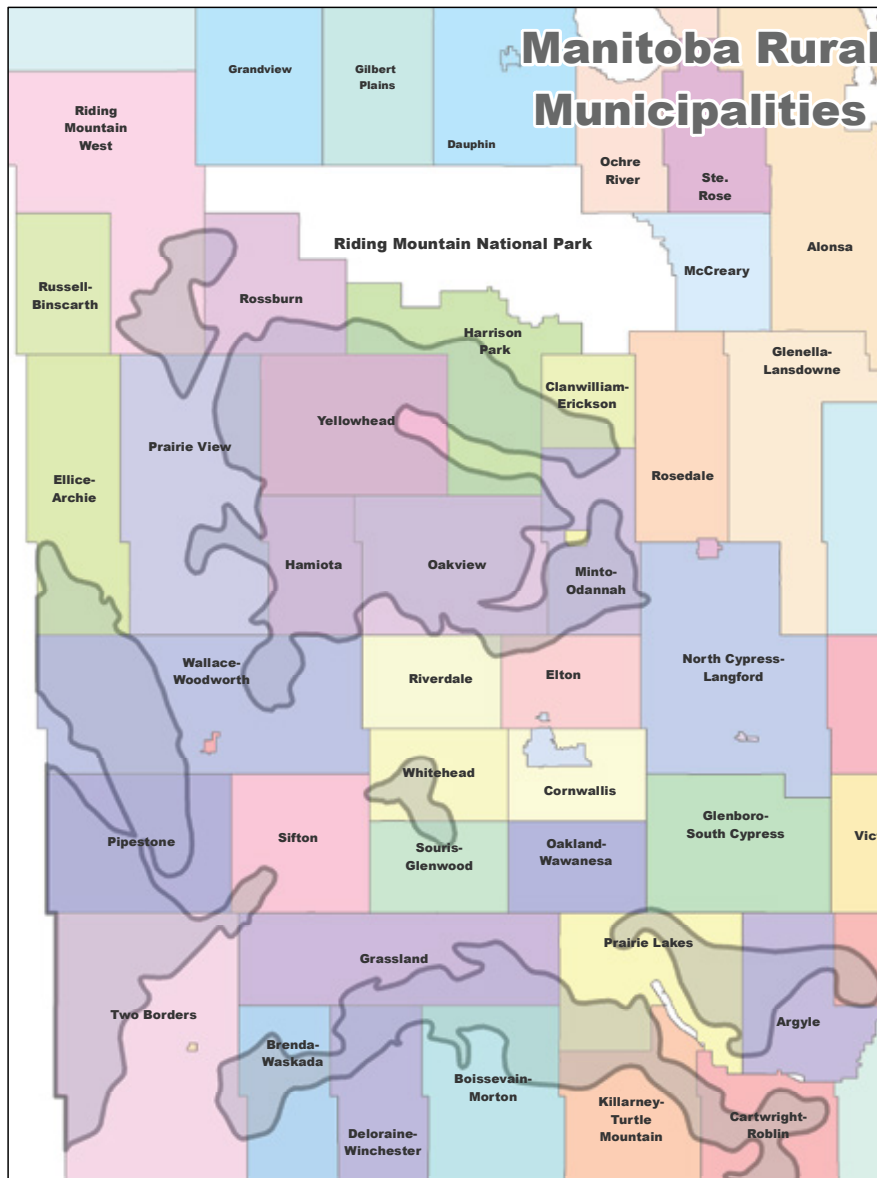 Manitoba Rural
Municipalities
Grandview
Gilbert
Plains
Dauphin
Riding
Mountain
West
Ochre
River
Ste.
Rose
Riding Mountain National Park
Alonsa
McCreary
Russell-
Binscarth
Rossburn
Harrison
Park
Glenella-
Lansdowne
Clanwilliam-
Erickson
Yellowhead
Prairie View
Rosedale
Ellice-
Archie
Hamiota
Oakview
Minto-
Odannah
Wallace-
Woodworth
Riverdale
Elton
North Cypress-
Langford
Whitehead
Cornwallis
Glenboro-
South Cypress
Pipestone
Sifton
Souris-
Glenwood
Oakland-
Wawanesa
Vic
Grassland
Prairie Lakes
Two Borders
Argyle
Brenda-
Waskada
Boissevain-
Morton
Killarney-
Turtle
Mountain
Cartwright-
Roblin
Deloraine-
Winchester